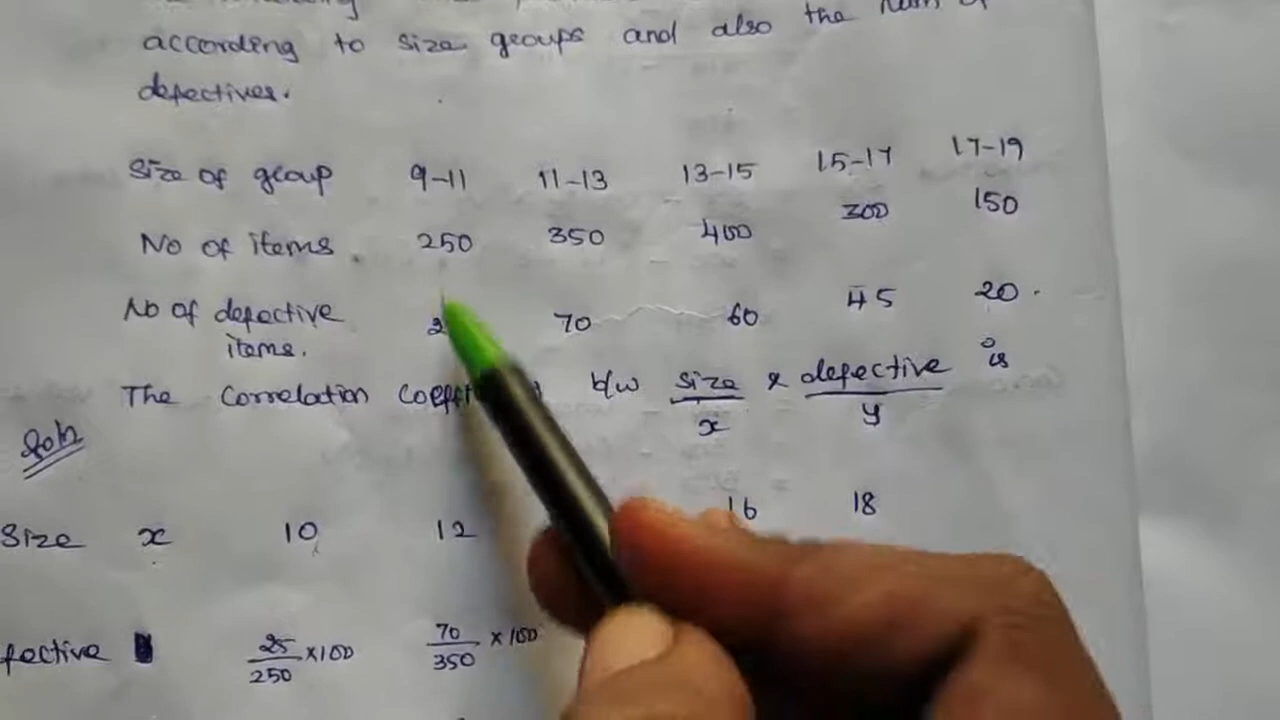 according to size groups and also the
defectives.
Size of group 9-11 11-13 13-15 15-17 17-19
No of items 250 350 400 300 150
No of defective 70 60 45 20.
items.
The Correlation b/w size & defective is
x y
Soln
Size x 10 12 16 18
fective 25/250 ×100 70/350 ×100